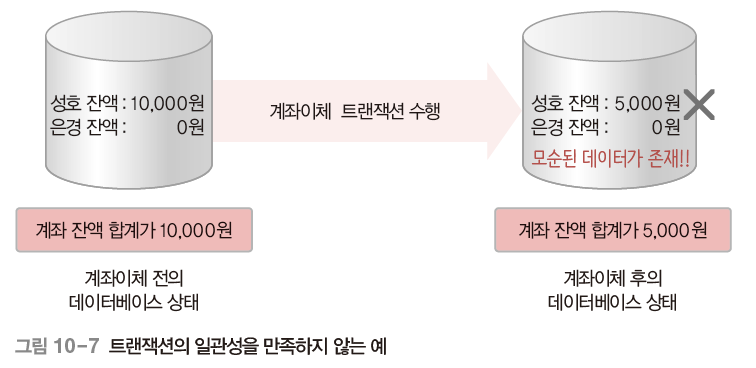 성호 잔액 : 10,000원
은경 잔액 : 0원
계좌이체 트랜잭션 수행
성호 잔액 : 5,000원
은경 잔액 : 0원
모순된 데이터가 존재!!
계좌 잔액 합계가 10,000원
계좌 잔액 합계가 5,000원
계좌이체 전의
데이터베이스 상태
계좌이체 후의
데이터베이스 상태
그림 10-7 트랜잭션의 일관성을 만족하지 않는 예